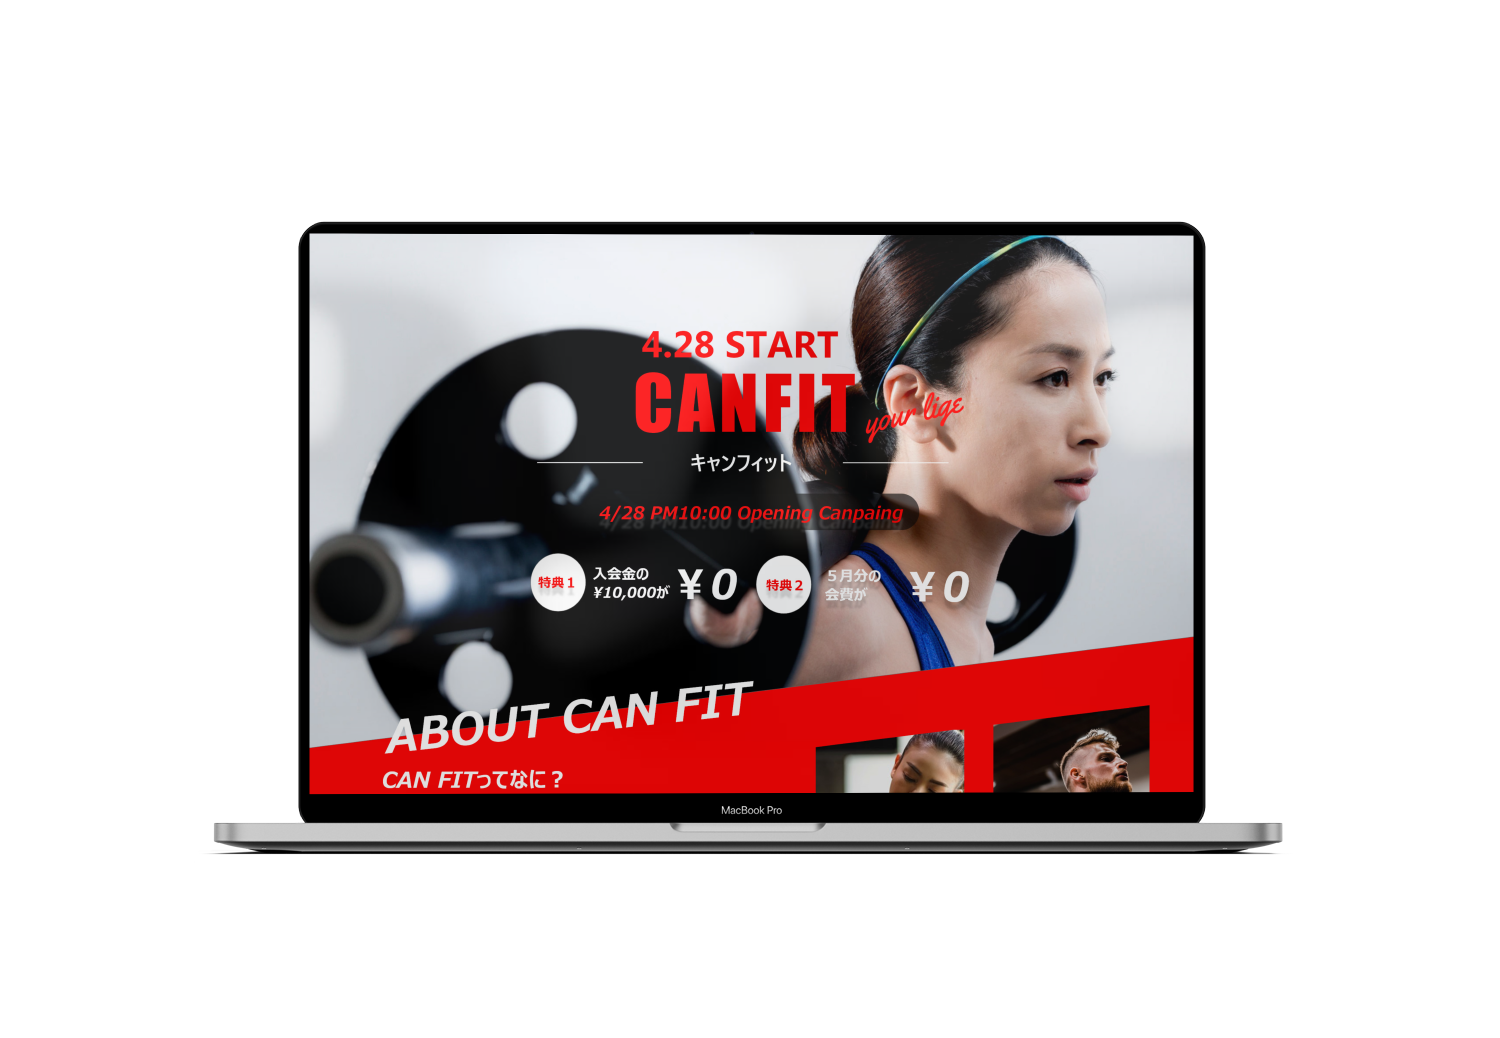 4.28 START
CANFIT
your lige
キャンフィット
4/28 PM10:00 Opening Canpaing
特典1
入会金の
¥10,000が
¥0
特典2
5月分の
会費が
¥0
ABOUT CAN FIT
CAN FITってなに？
MacBook Pro